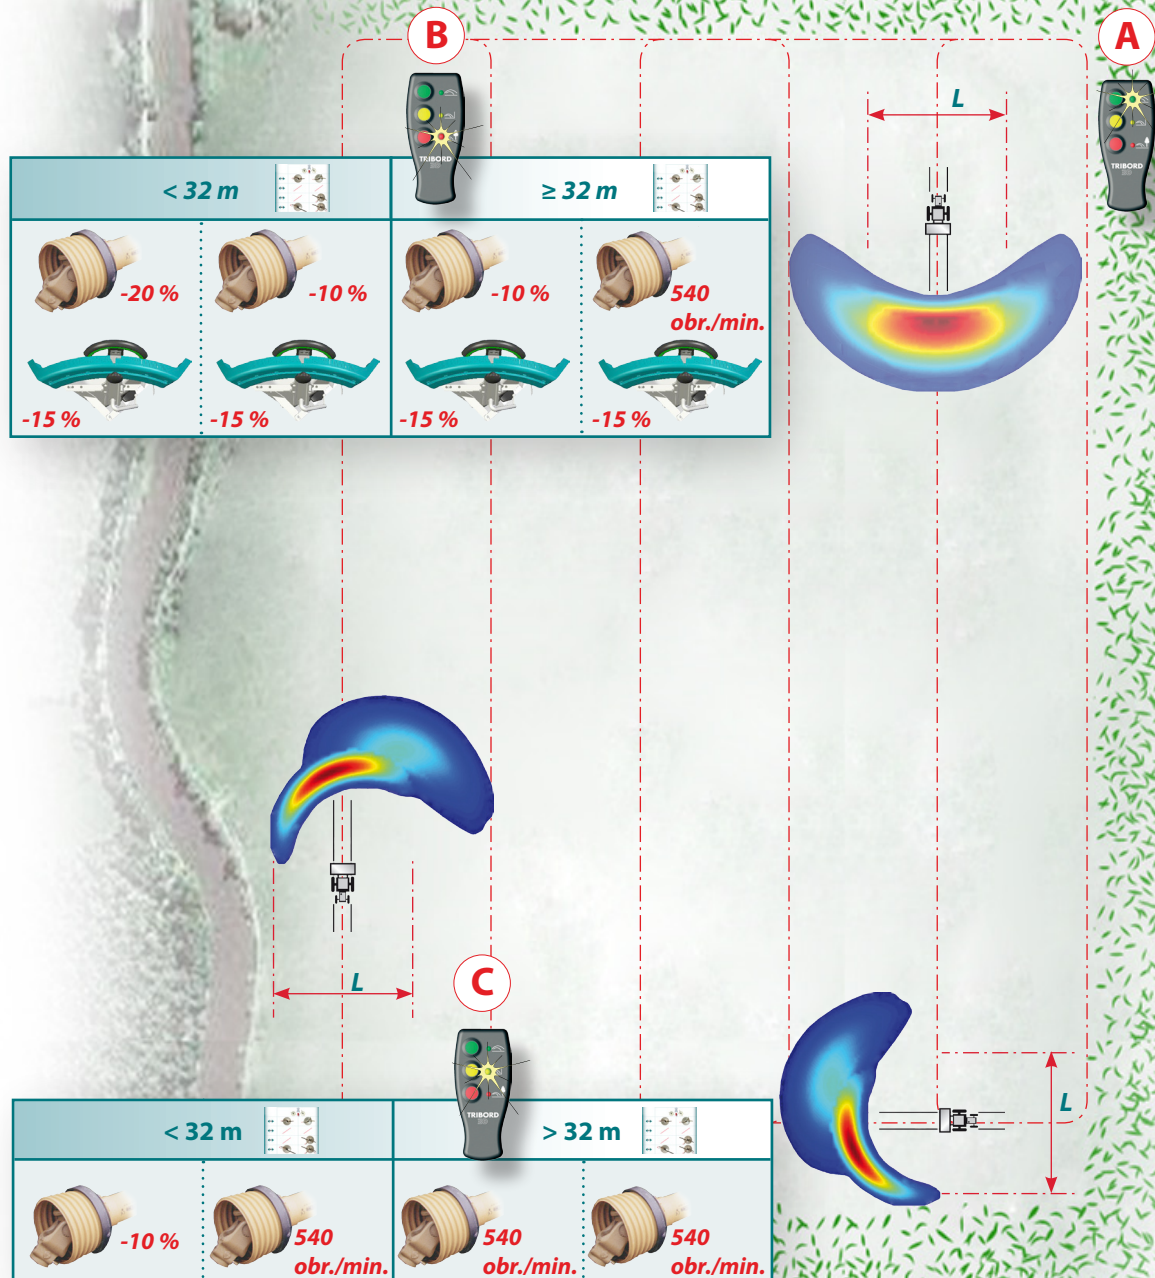 B
A
L
TRIBORD
TRIBORD
< 32 m
≥ 32 m
-20 %
-10 %
-10 %
540
obr./min.
-15 %
-15 %
-15 %
-15 %
L
C
L
TRIBORD
< 32 m
> 32 m
-10 %
540
obr./min.
540
obr./min.
540
obr./min.